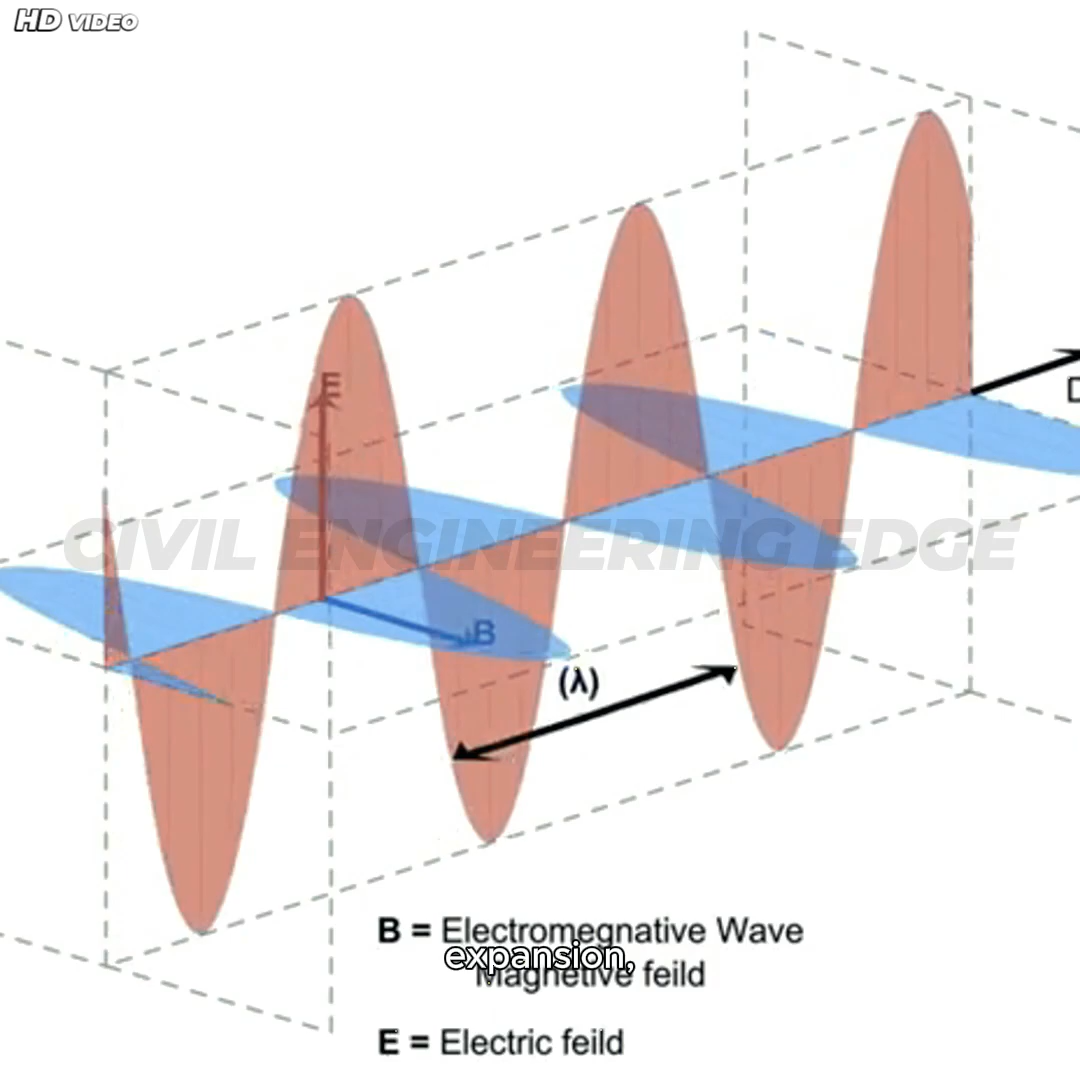 HD VIDEO
E
CIVIL ENGINEERING EDGE
B
(λ)
B = Electromegnative Wave
expansion,
Magnetive feild
E = Electric feild